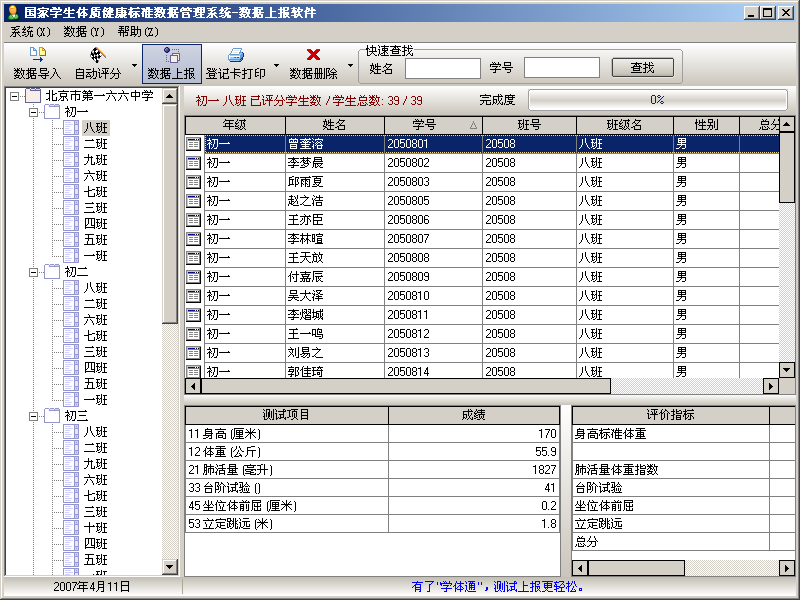 国家学生体质健康标准数据管理系统-数据上报软件
系统(X) 数据(Y) 帮助(Z)
数据导入 自动评分 数据上报 登记卡打印 数据删除
快速查找
姓名 学号 查找
北京市第一六六中学
初一
八班
二班
九班
六班
七班
三班
四班
五班
一班
初二
八班
二班
六班
七班
三班
四班
五班
一班
初三
八班
二班
九班
六班
七班
三班
十班
四班
五班
一班
初一 八班 已评分学生数 / 学生总数: 39 / 39 完成度 0%
年级 姓名 学号 班号 班级名 性别 总分
初一 曾荃溶 2050801 20508 八班 男
初一 李梦晨 2050802 20508 八班 男
初一 邱雨夏 2050803 20508 八班 男
初一 赵之洁 2050805 20508 八班 男
初一 王亦臣 2050806 20508 八班 男
初一 李林暄 2050807 20508 八班 男
初一 王天放 2050808 20508 八班 男
初一 付嘉辰 2050809 20508 八班 男
初一 吴大泽 2050810 20508 八班 男
初一 李熠城 2050811 20508 八班 男
初一 王一鸣 2050812 20508 八班 男
初一 刘易之 2050813 20508 八班 男
初一 郭佳琦 2050814 20508 八班 男
测试项目 成绩
11 身高 (厘米) 170
12 体重 (公斤) 55.9
21 肺活量 (毫升) 1827
33 台阶试验 () 41
45 坐位体前屈 (厘米) 0.2
53 立定跳远 (米) 1.8
评价指标
身高标准体重
肺活量体重指数
台阶试验
坐位体前屈
立定跳远
总分
2007年4月11日 有了"学体通"，测试上报更轻松。